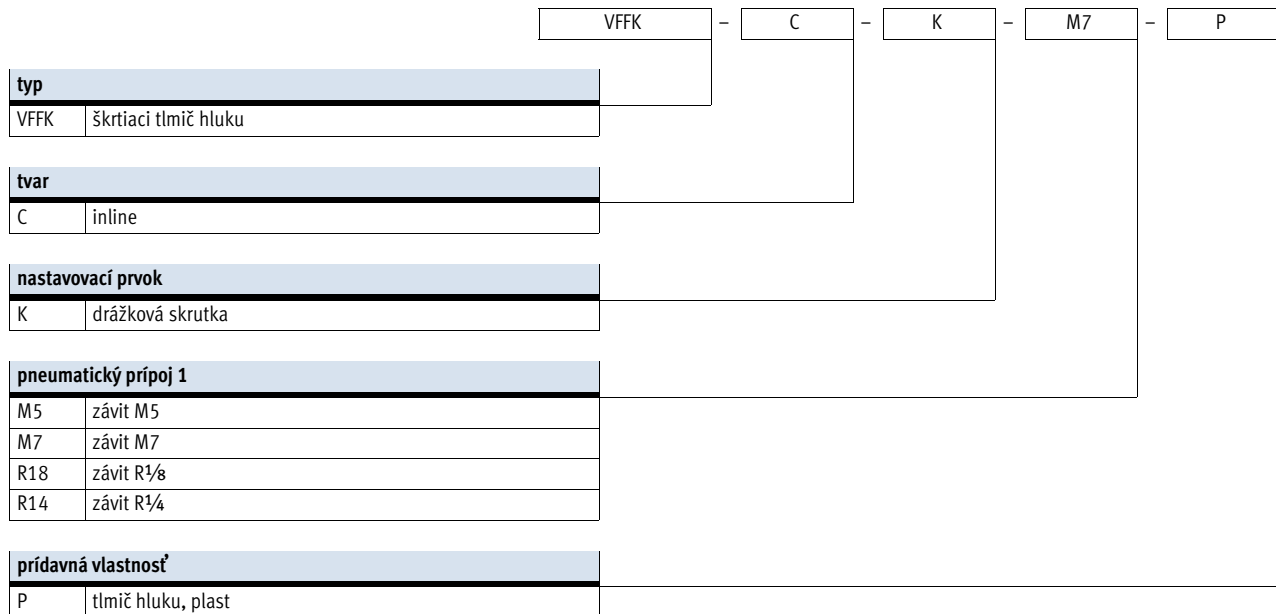 VFFK – C – K – M7 – P
typ
VFFK škrtiaci tlmič hluku
tvar
C inline
nastavovací prvok
K drážková skrutka
pneumatický prípoj 1
M5 závit M5
M7 závit M7
R18 závit R⅛
R14 závit R¼
prídavná vlastnosť
P tlmič hluku, plast